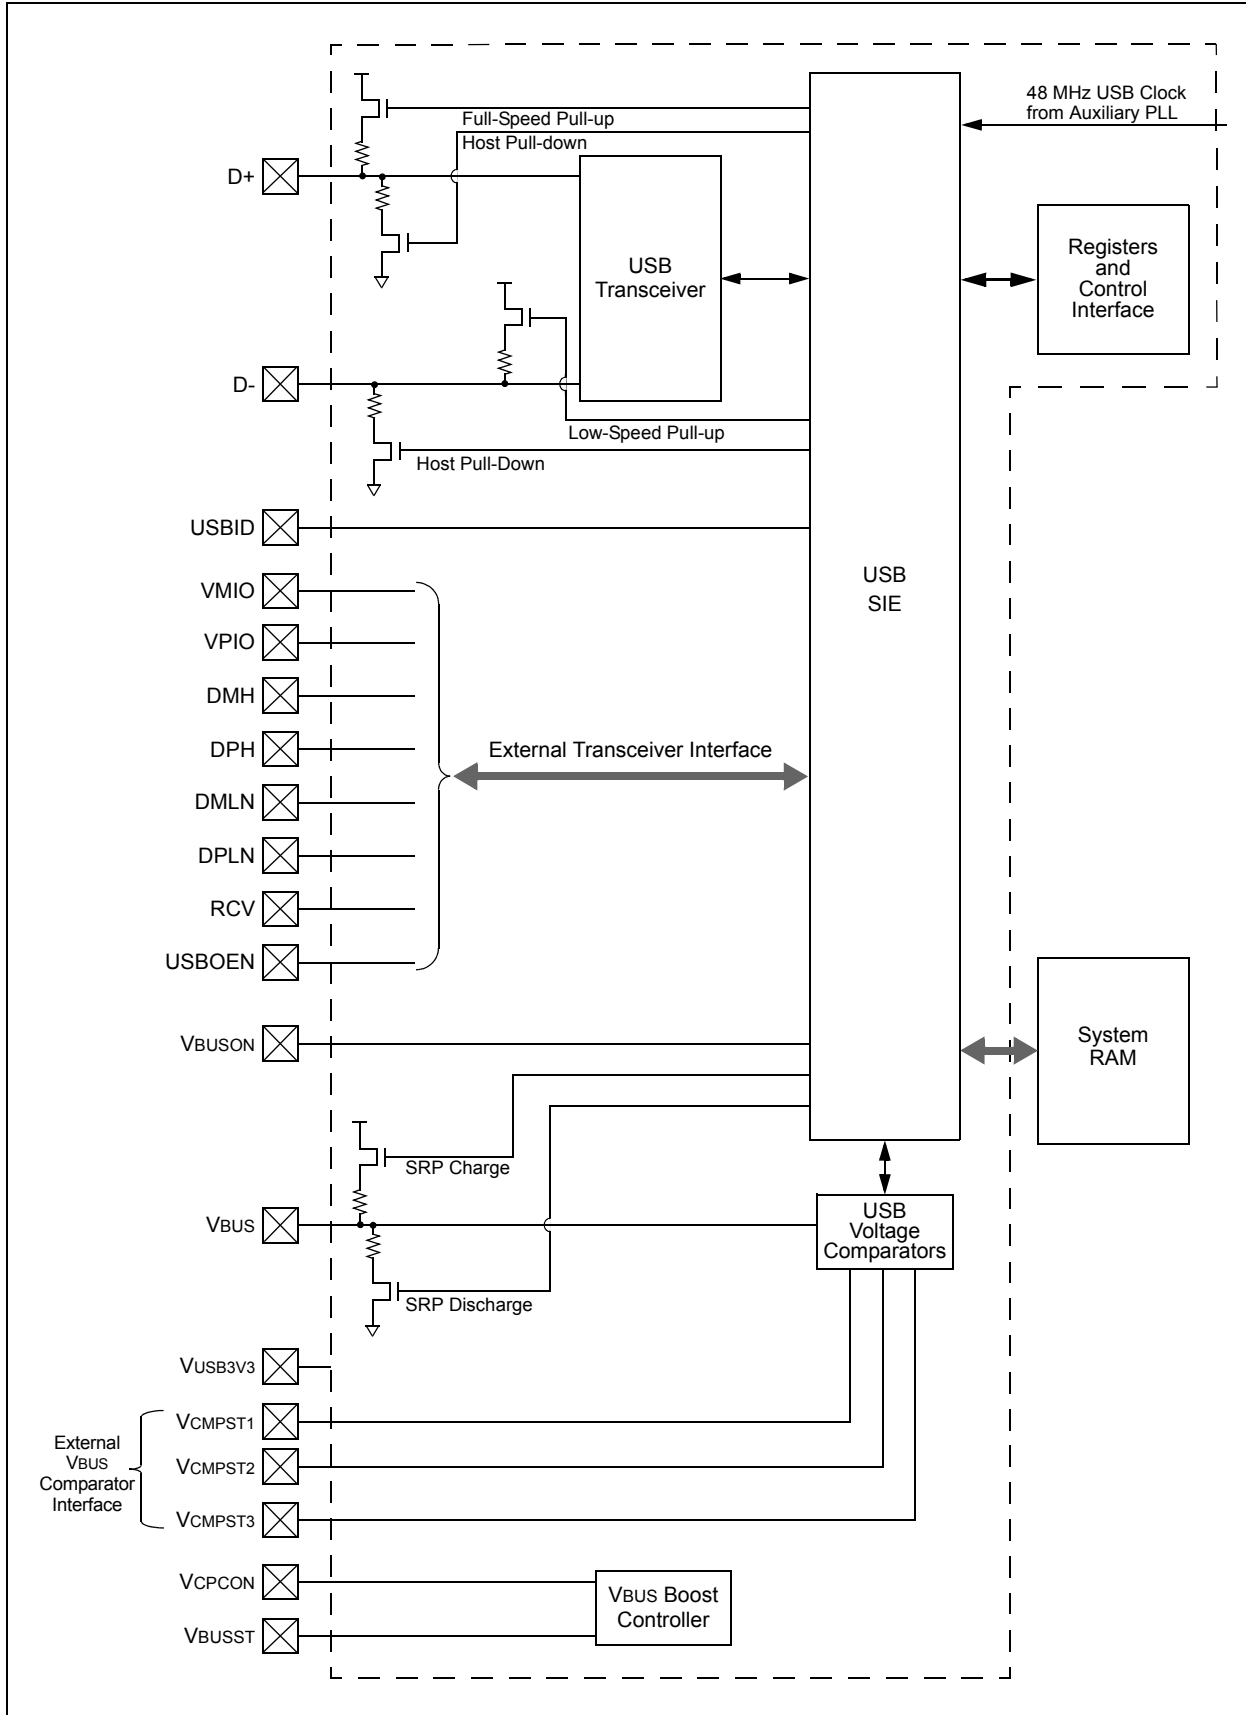 48 MHz USB Clock
from Auxiliary PLL
Full-Speed Pull-up
Host Pull-down
D+
USB
Transceiver
Registers
and
Control
Interface
D-
Low-Speed Pull-up
Host Pull-Down
USBID
USB
SIE
VMIO
VPIO
DMH
DPH
External Transceiver Interface
DMLN
DPLN
RCV
USBOEN
VBUSON
System
RAM
SRP Charge
VBUS
USB
Voltage
Comparators
SRP Discharge
VUSB3V3
External
VBUS
Comparator
Interface
VCMPST1
VCMPST2
VCMPST3
VCPCON
VBUS Boost
Controller
VBUSST